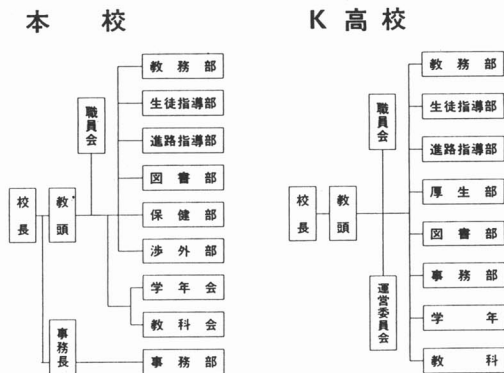 本校
教務部
生徒指導部
進路指導部
図書部
保健部
渉外部
学年会
教科会
事務部
職員会
校長
教頭
事務長
K高校
教務部
生徒指導部
進路指導部
厚生部
図書部
事務部
学年
教科
職員会
校長
教頭
運営委員会